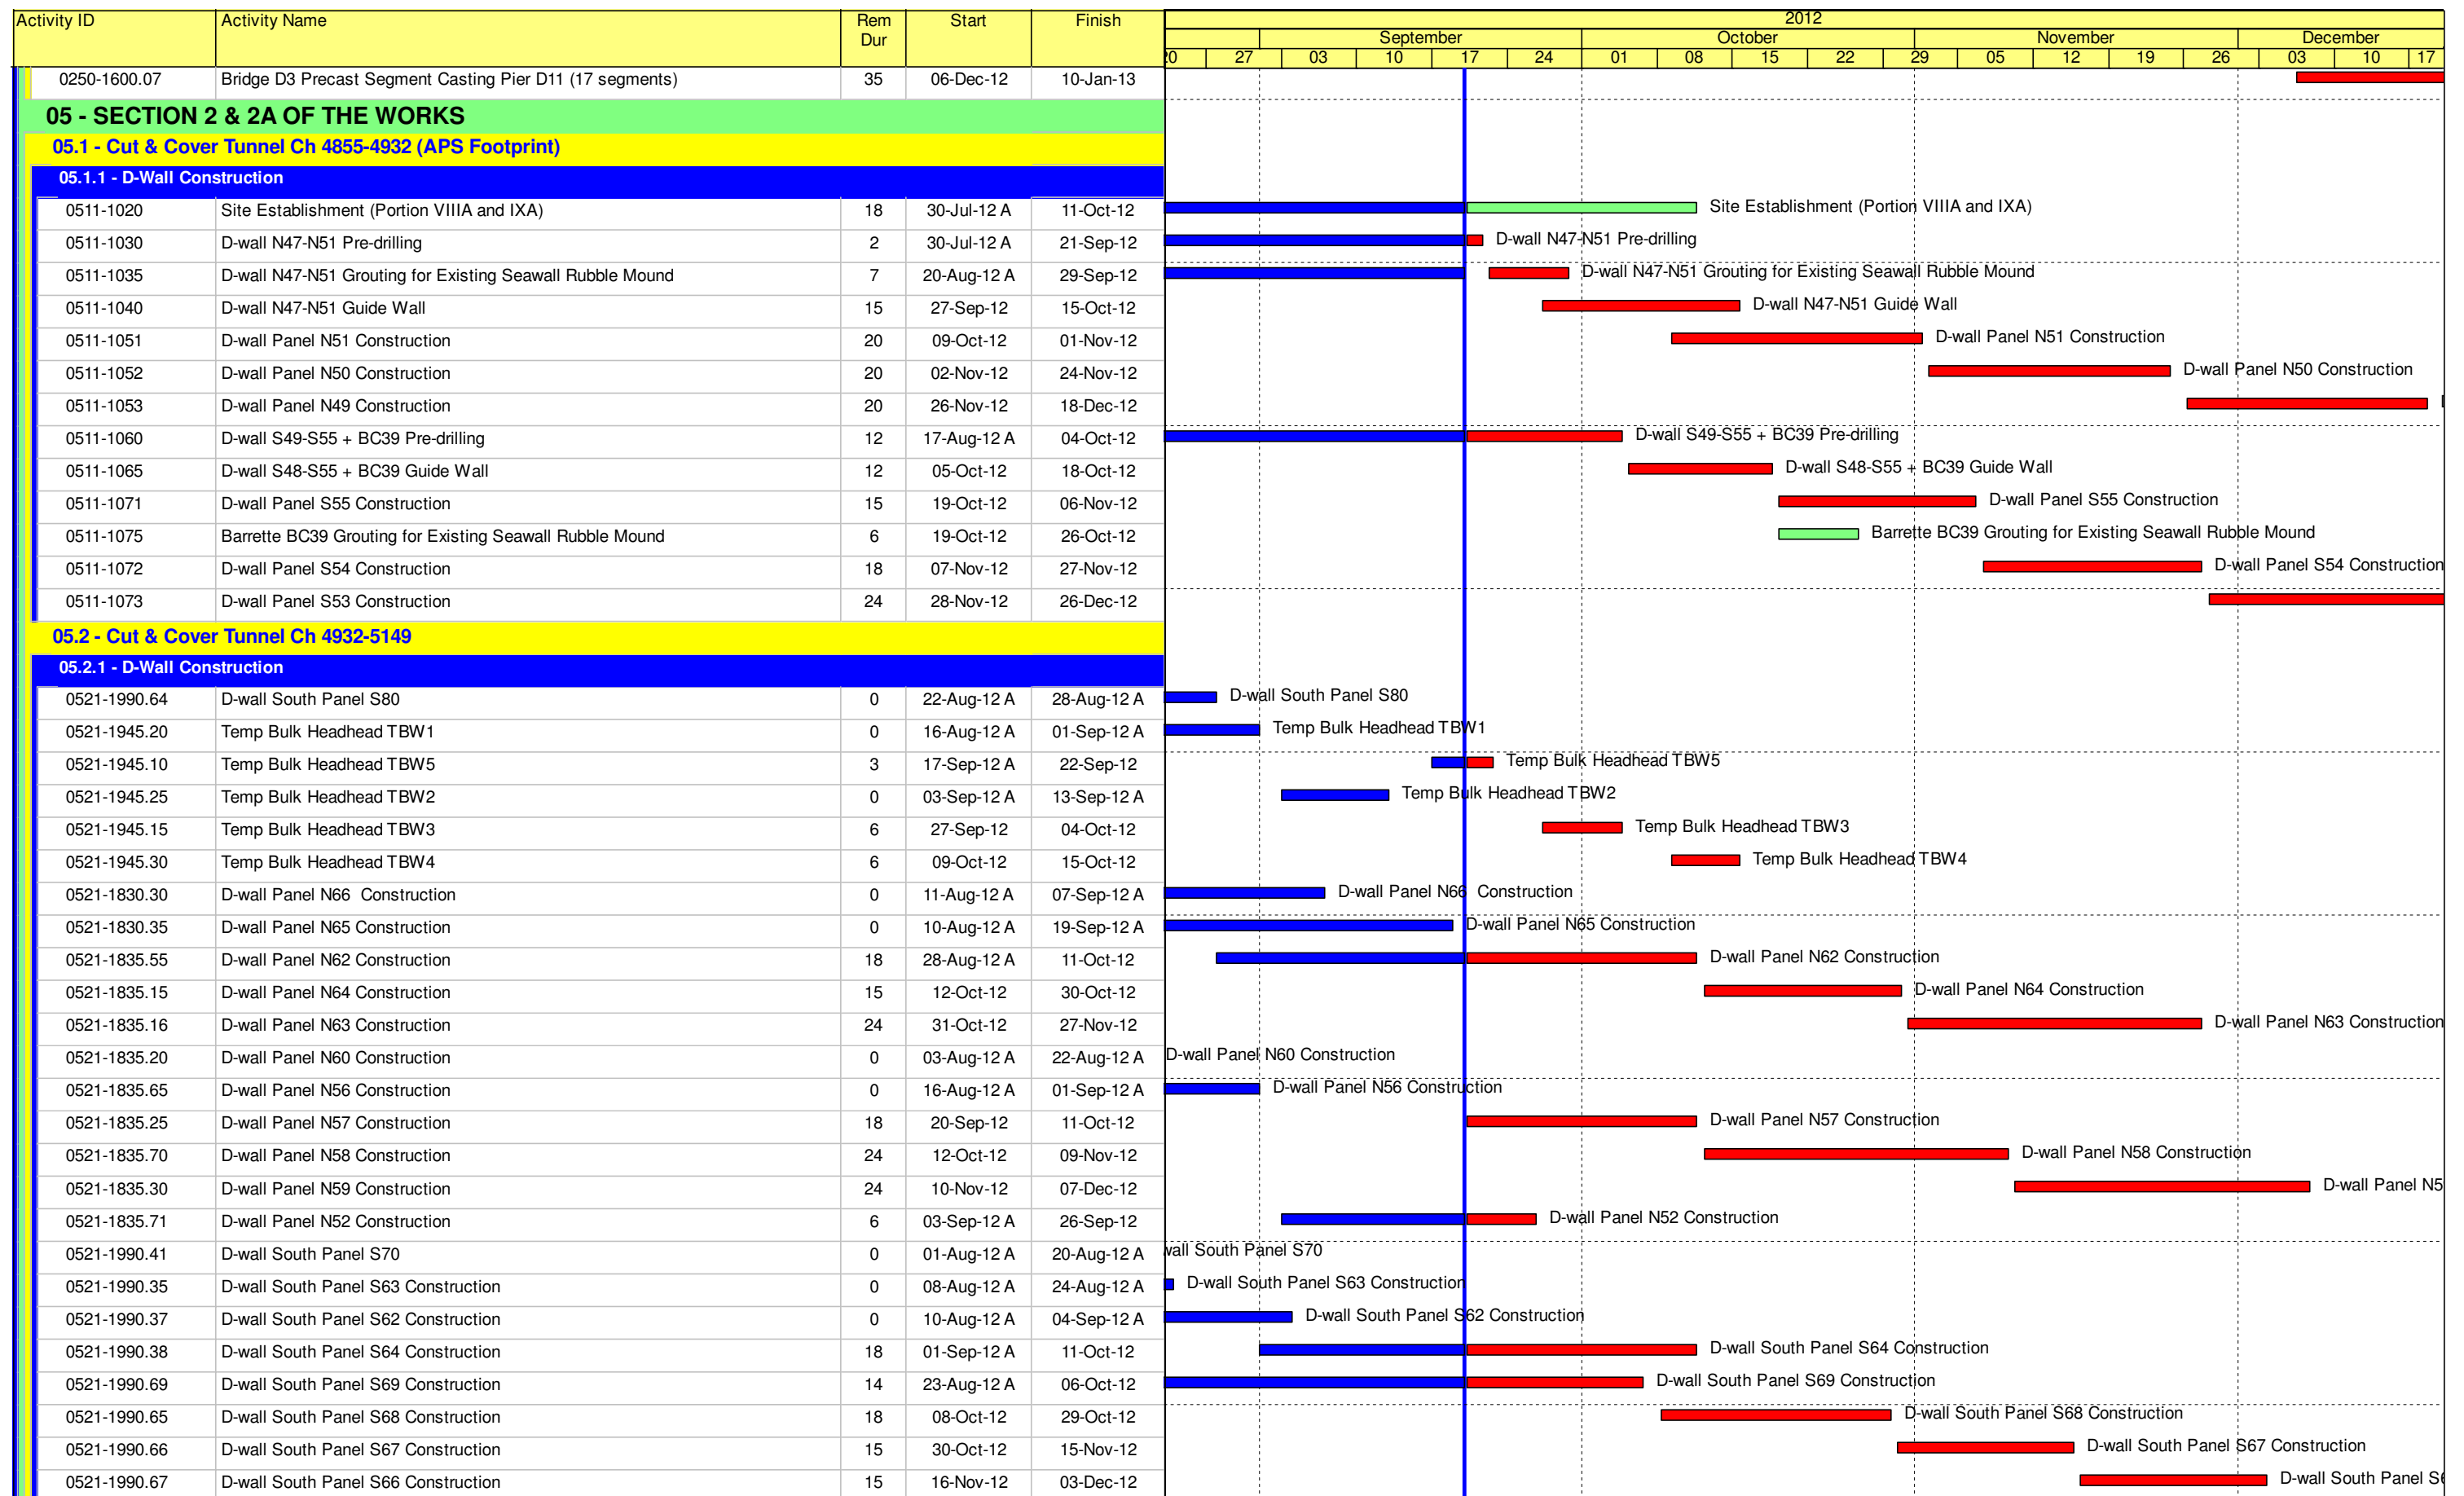 Activity ID Activity Name Rem Dur Start Finish 2012
September October November December
20 27 03 10 17 24 01 08 15 22 29 05 12 19 26 03 10 17
0250-1600.07 Bridge D3 Precast Segment Casting Pier D11 (17 segments) 35 06-Dec-12 10-Jan-13
05 - SECTION 2 & 2A OF THE WORKS
05.1 - Cut & Cover Tunnel Ch 4855-4932 (APS Footprint)
05.1.1 - D-Wall Construction
0511-1020 Site Establishment (Portion VIIIA and IXA) 18 30-Jul-12 A 11-Oct-12 Site Establishment (Portion VIIIA and IXA)
0511-1030 D-wall N47-N51 Pre-drilling 2 30-Jul-12 A 21-Sep-12 D-wall N47-N51 Pre-drilling
0511-1035 D-wall N47-N51 Grouting for Existing Seawall Rubble Mound 7 20-Aug-12 A 29-Sep-12 D-wall N47-N51 Grouting for Existing Seawall Rubble Mound
0511-1040 D-wall N47-N51 Guide Wall 15 27-Sep-12 15-Oct-12 D-wall N47-N51 Guide Wall
0511-1051 D-wall Panel N51 Construction 20 09-Oct-12 01-Nov-12 D-wall Panel N51 Construction
0511-1052 D-wall Panel N50 Construction 20 02-Nov-12 24-Nov-12 D-wall Panel N50 Construction
0511-1053 D-wall Panel N49 Construction 20 26-Nov-12 18-Dec-12
0511-1060 D-wall S49-S55 + BC39 Pre-drilling 12 17-Aug-12 A 04-Oct-12 D-wall S49-S55 + BC39 Pre-drilling
0511-1065 D-wall S48-S55 + BC39 Guide Wall 12 05-Oct-12 18-Oct-12 D-wall S48-S55 + BC39 Guide Wall
0511-1071 D-wall Panel S55 Construction 15 19-Oct-12 06-Nov-12 D-wall Panel S55 Construction
0511-1075 Barrette BC39 Grouting for Existing Seawall Rubble Mound 6 19-Oct-12 26-Oct-12 Barrette BC39 Grouting for Existing Seawall Rubble Mound
0511-1072 D-wall Panel S54 Construction 18 07-Nov-12 27-Nov-12 D-wall Panel S54 Construction
0511-1073 D-wall Panel S53 Construction 24 28-Nov-12 26-Dec-12
05.2 - Cut & Cover Tunnel Ch 4932-5149
05.2.1 - D-Wall Construction
0521-1990.64 D-wall South Panel S80 0 22-Aug-12 A 28-Aug-12 A D-wall South Panel S80
0521-1945.20 Temp Bulk Headhead TBW1 0 16-Aug-12 A 01-Sep-12 A Temp Bulk Headhead TBW1
0521-1945.10 Temp Bulk Headhead TBW5 3 17-Sep-12 A 22-Sep-12 Temp Bulk Headhead TBW5
0521-1945.25 Temp Bulk Headhead TBW2 0 03-Sep-12 A 13-Sep-12 A Temp Bulk Headhead TBW2
0521-1945.15 Temp Bulk Headhead TBW3 6 27-Sep-12 04-Oct-12 Temp Bulk Headhead TBW3
0521-1945.30 Temp Bulk Headhead TBW4 6 09-Oct-12 15-Oct-12 Temp Bulk Headhead TBW4
0521-1830.30 D-wall Panel N66 Construction 0 11-Aug-12 A 07-Sep-12 A D-wall Panel N66 Construction
0521-1830.35 D-wall Panel N65 Construction 0 10-Aug-12 A 19-Sep-12 A D-wall Panel N65 Construction
0521-1835.55 D-wall Panel N62 Construction 18 28-Aug-12 A 11-Oct-12 D-wall Panel N62 Construction
0521-1835.15 D-wall Panel N64 Construction 15 12-Oct-12 30-Oct-12 D-wall Panel N64 Construction
0521-1835.16 D-wall Panel N63 Construction 24 31-Oct-12 27-Nov-12 D-wall Panel N63 Construction
0521-1835.20 D-wall Panel N60 Construction 0 03-Aug-12 A 22-Aug-12 A D-wall Panel N60 Construction
0521-1835.65 D-wall Panel N56 Construction 0 16-Aug-12 A 01-Sep-12 A D-wall Panel N56 Construction
0521-1835.25 D-wall Panel N57 Construction 18 20-Sep-12 11-Oct-12 D-wall Panel N57 Construction
0521-1835.70 D-wall Panel N58 Construction 24 12-Oct-12 09-Nov-12 D-wall Panel N58 Construction
0521-1835.30 D-wall Panel N59 Construction 24 10-Nov-12 07-Dec-12 D-wall Panel N5
0521-1835.71 D-wall Panel N52 Construction 6 03-Sep-12 A 26-Sep-12 D-wall Panel N52 Construction
0521-1990.41 D-wall South Panel S70 0 01-Aug-12 A 20-Aug-12 A wall South Panel S70
0521-1990.35 D-wall South Panel S63 Construction 0 08-Aug-12 A 24-Aug-12 A D-wall South Panel S63 Construction
0521-1990.37 D-wall South Panel S62 Construction 0 10-Aug-12 A 04-Sep-12 A D-wall South Panel S62 Construction
0521-1990.38 D-wall South Panel S64 Construction 18 01-Sep-12 A 11-Oct-12 D-wall South Panel S64 Construction
0521-1990.69 D-wall South Panel S69 Construction 14 23-Aug-12 A 06-Oct-12 D-wall South Panel S69 Construction
0521-1990.65 D-wall South Panel S68 Construction 18 08-Oct-12 29-Oct-12 D-wall South Panel S68 Construction
0521-1990.66 D-wall South Panel S67 Construction 15 30-Oct-12 15-Nov-12 D-wall South Panel S67 Construction
0521-1990.67 D-wall South Panel S66 Construction 15 16-Nov-12 03-Dec-12 D-wall South Panel S6